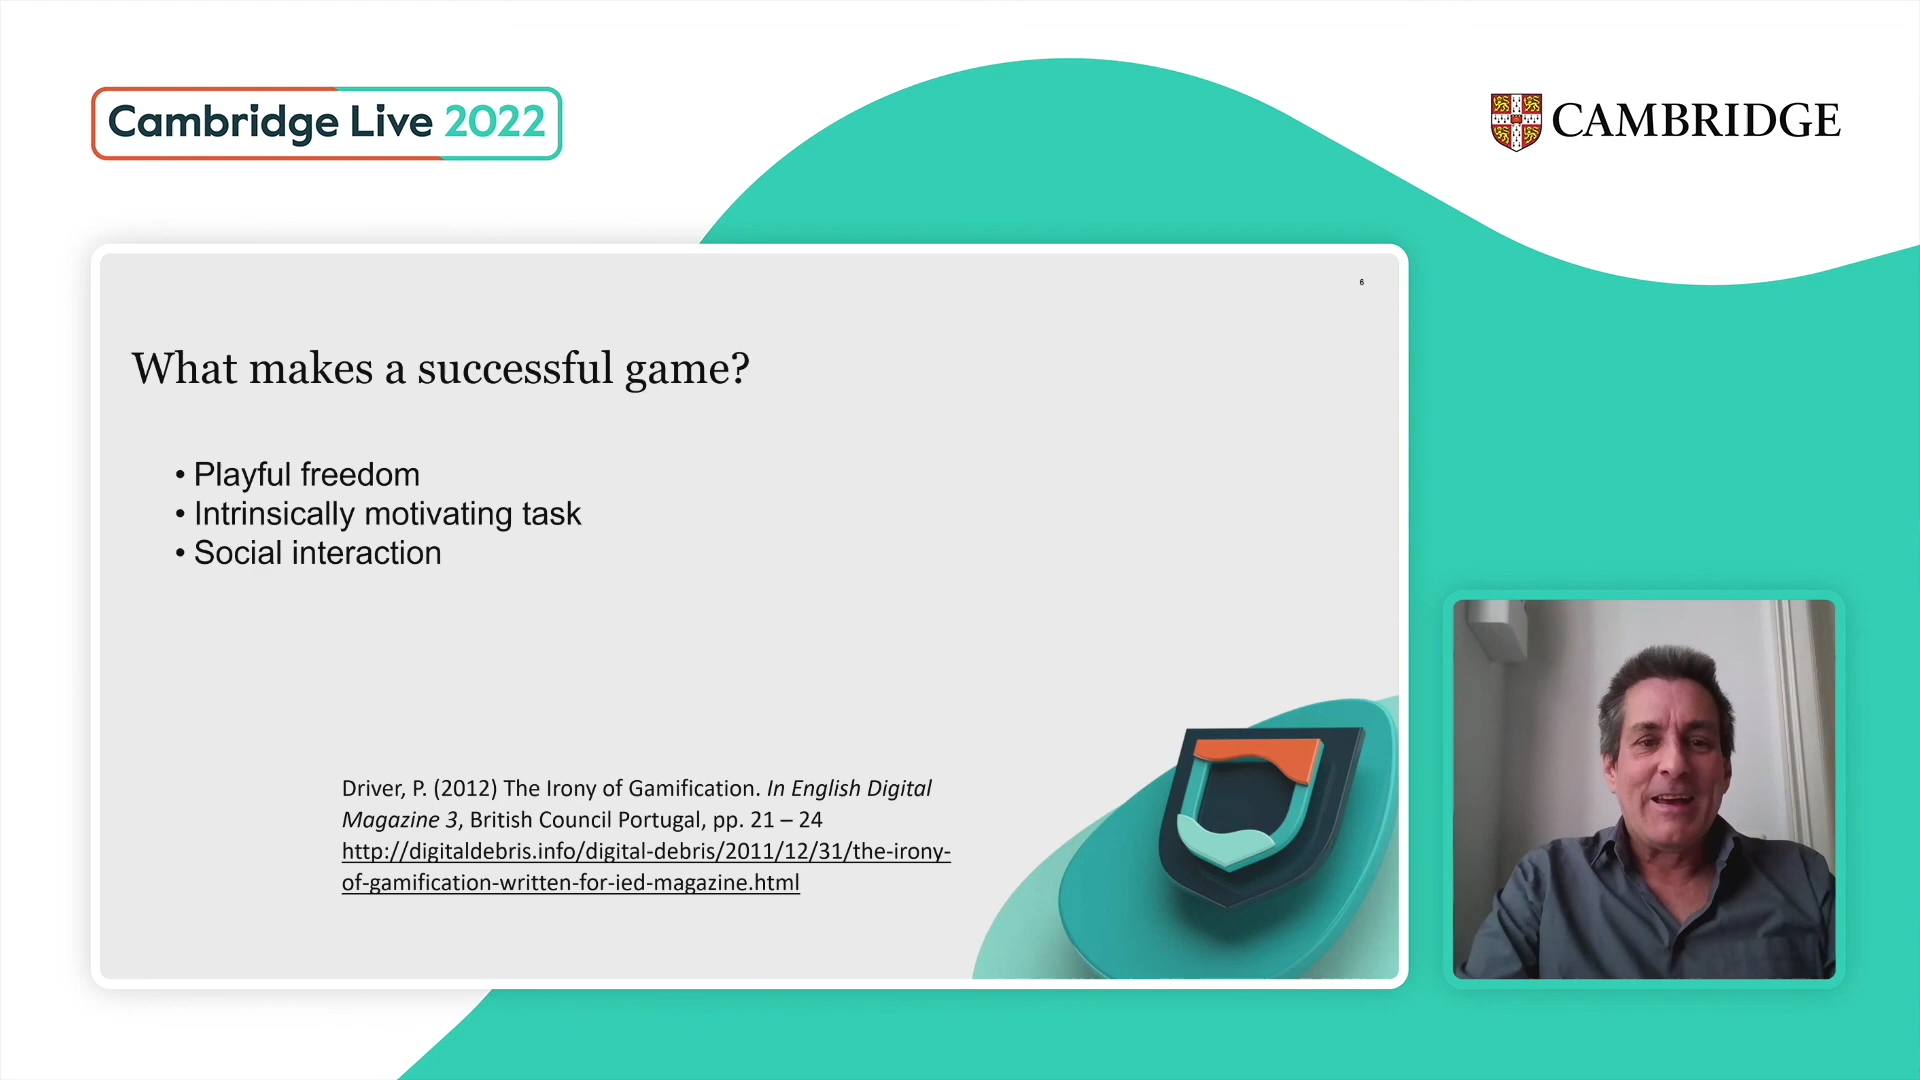 Cambridge Live 2022
CAMBRIDGE
6
What makes a successful game?
• Playful freedom
• Intrinsically motivating task
• Social interaction
Driver, P. (2012) The Irony of Gamification. In English Digital
Magazine 3, British Council Portugal, pp. 21 – 24
http://digitaldebris.info/digital-debris/2011/12/31/the-irony-
of-gamification-written-for-ied-magazine.html